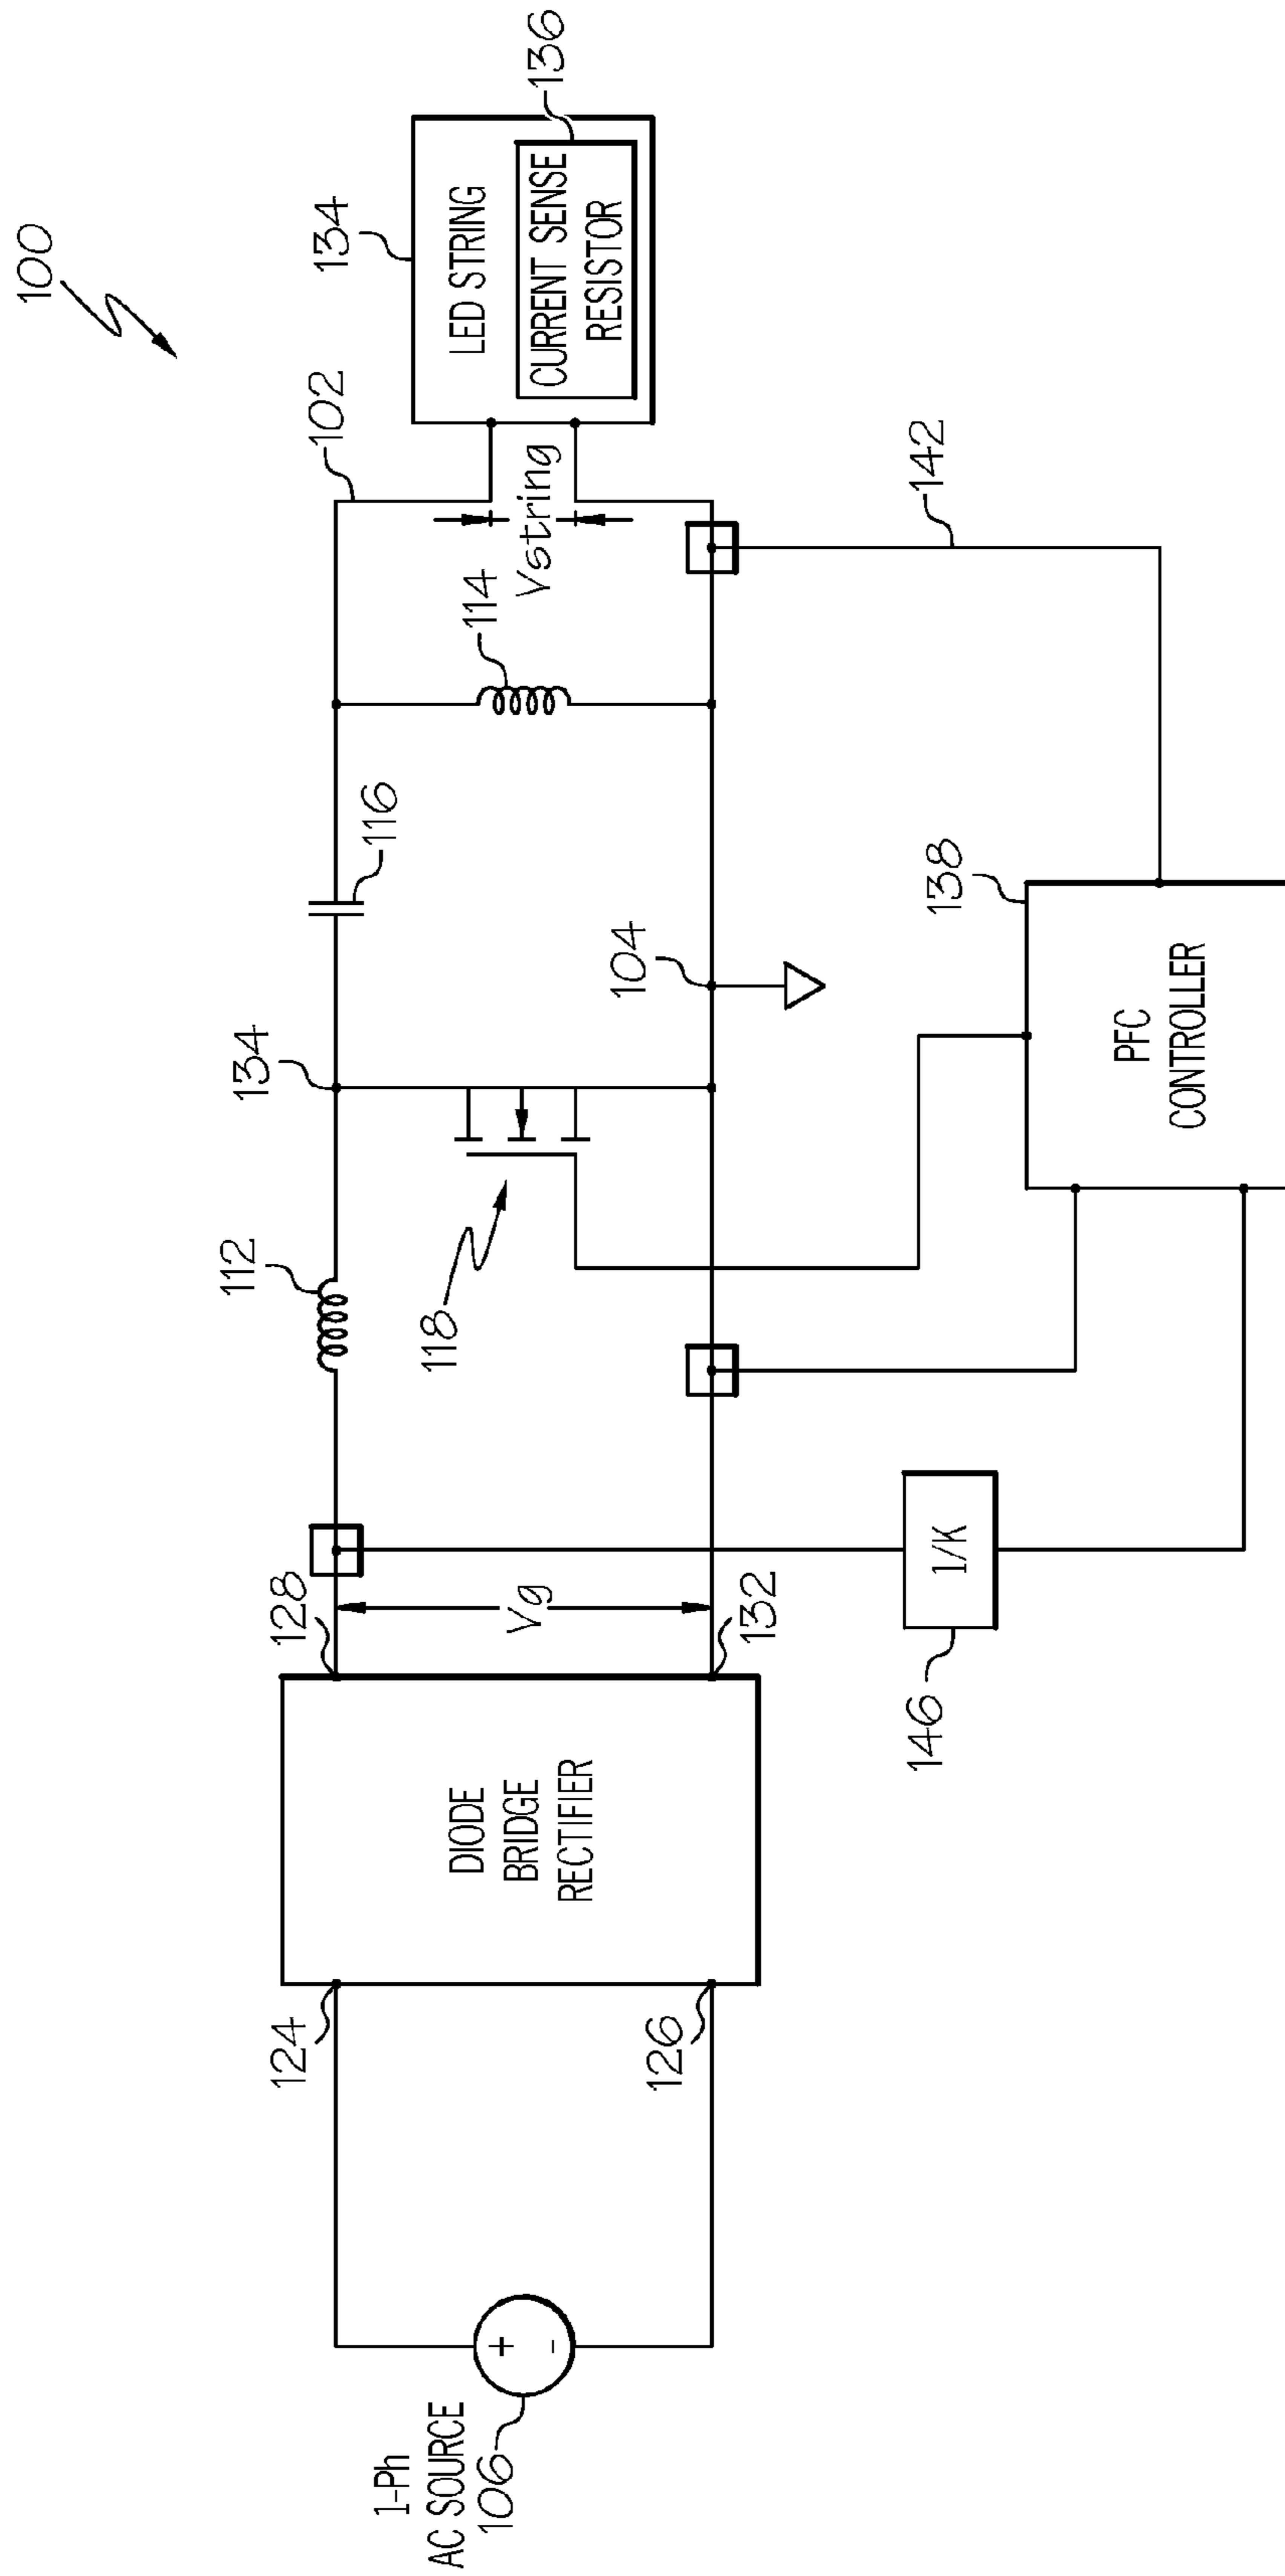 100
102
134
LED STRING
136
CURRENT SENSE
RESISTOR
Vstring
114
116
134
112
118
104
142
138
PFC
CONTROLLER
128
Vg
132
1/K
146
DIODE
BRIDGE
RECTIFIER
124
126
1-Ph
AC SOURCE
106
+
-